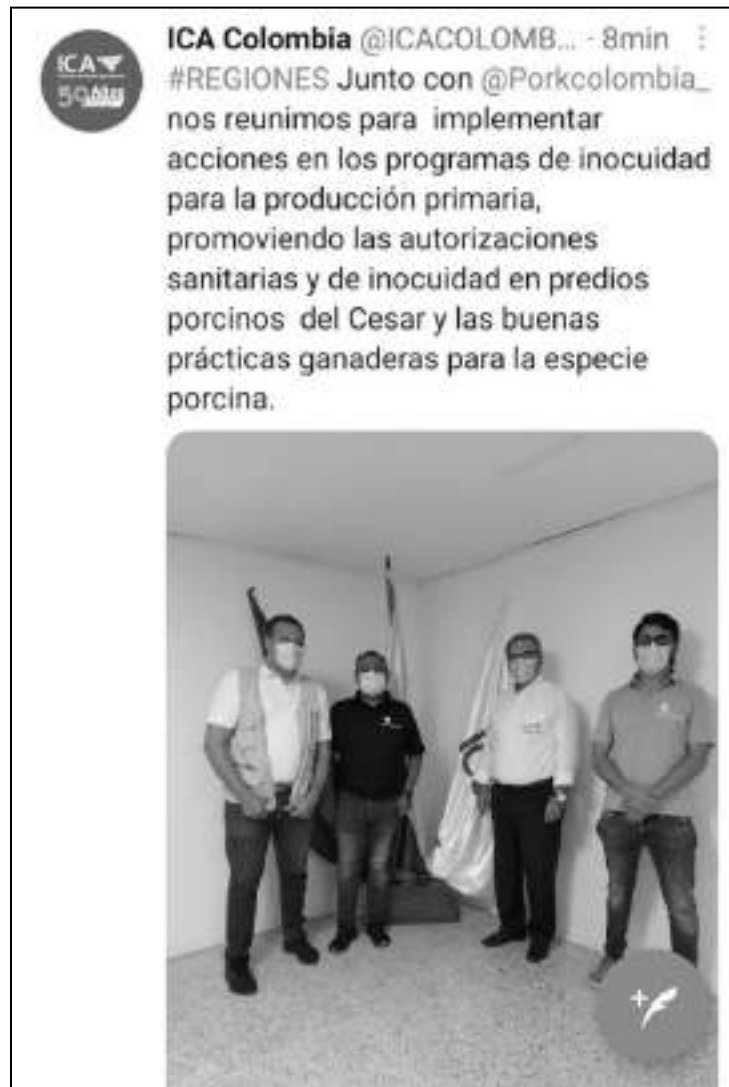 ICA Colombia @ICACOLOMB... · 8min
#REGIONES Junto con @Porkcolombia_
nos reunimos para implementar
acciones en los programas de inocuidad
para la producción primaria,
promoviendo las autorizaciones
sanitarias y de inocuidad en predios
porcinos del Cesar y las buenas
prácticas ganaderas para la especie
porcina.
ICA
59